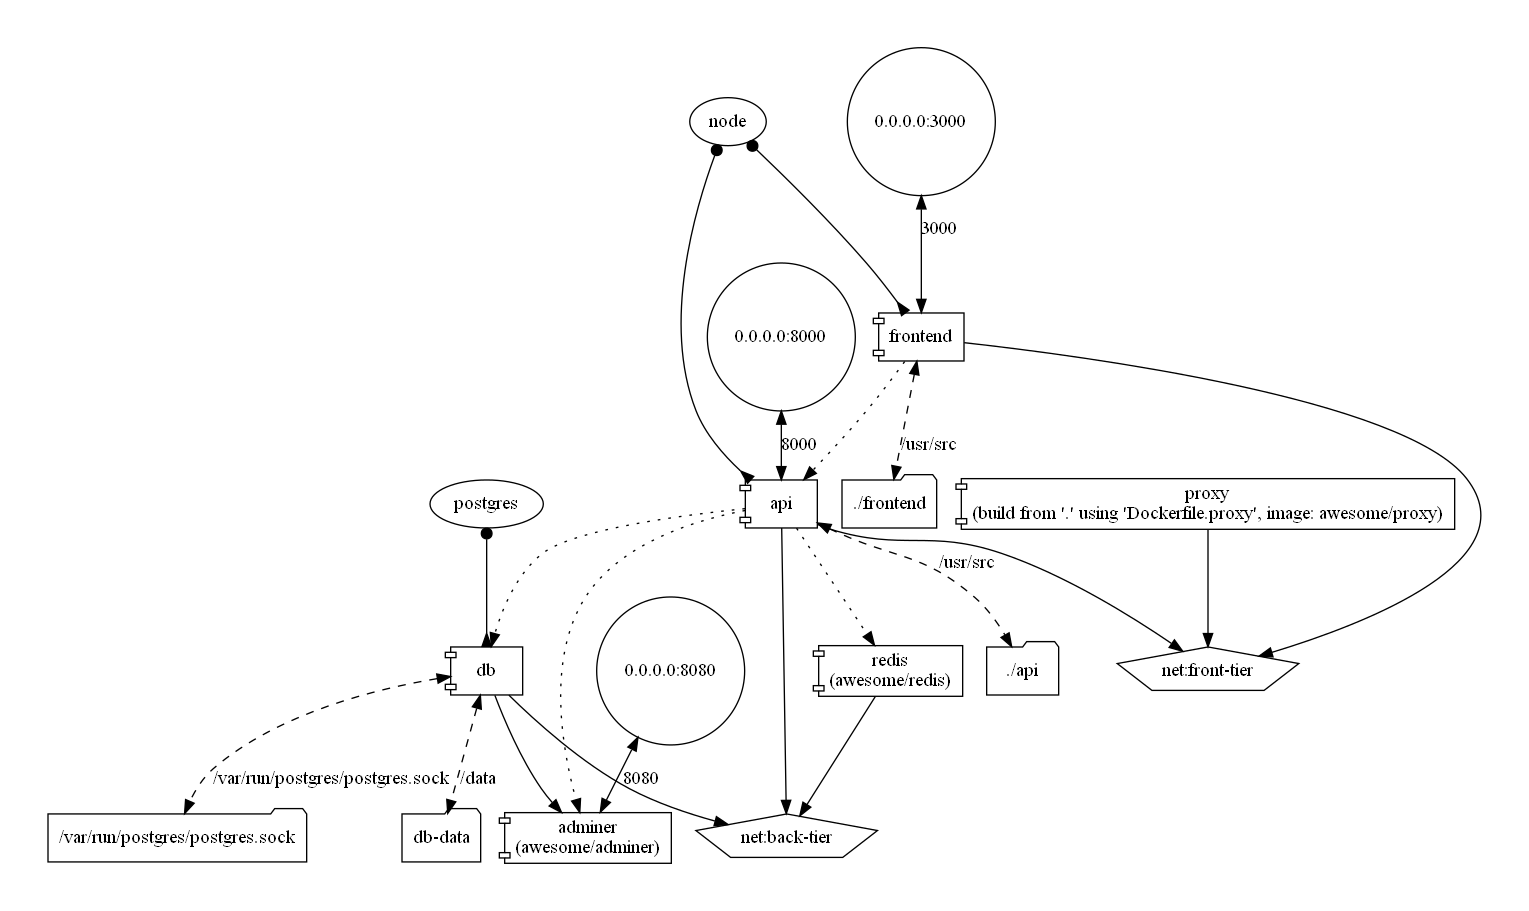 node
0.0.0.0:3000
3000
0.0.0.0:8000
frontend
8000
/usr/src
postgres
api
./frontend
proxy
(build from '.' using 'Dockerfile.proxy', image: awesome/proxy)
/usr/src
db
0.0.0.0:8080
redis
(awesome/redis)
./api
net:front-tier
/var/run/postgres/postgres.sock
/data
8080
/var/run/postgres/postgres.sock
db-data
adminer
(awesome/adminer)
net:back-tier